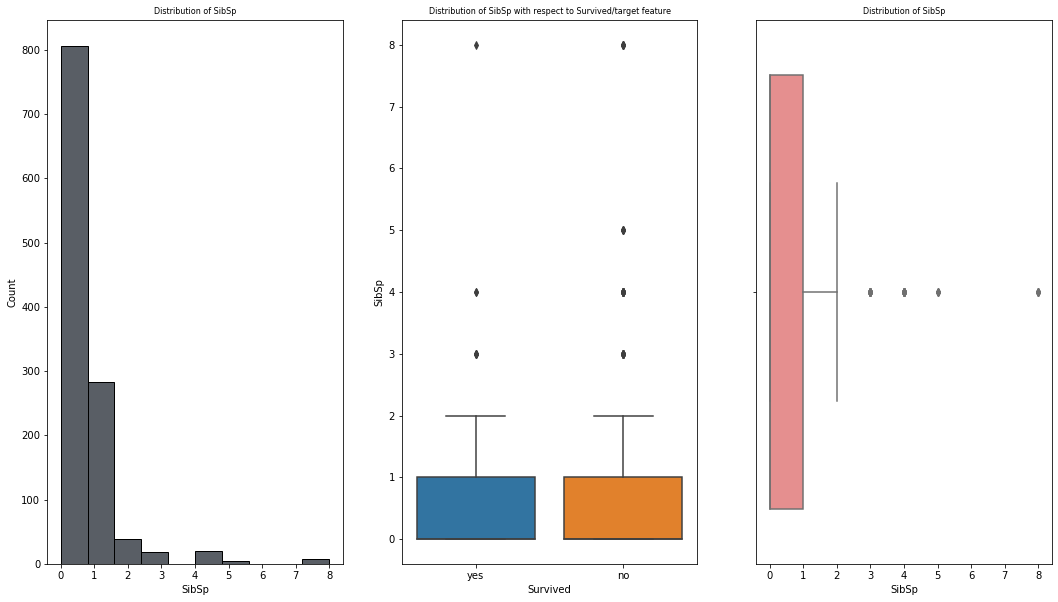 Distribution of SibSp
800
700
600
500
400
300
200
100
0
Count
0 1 2 3 4 5 6 7 8
SibSp
Distribution of SibSp with respect to Survived/target feature
8
7
6
5
4
3
2
1
0
SibSp
yes no
Survived
Distribution of SibSp
0 1 2 3 4 5 6 7 8
SibSp